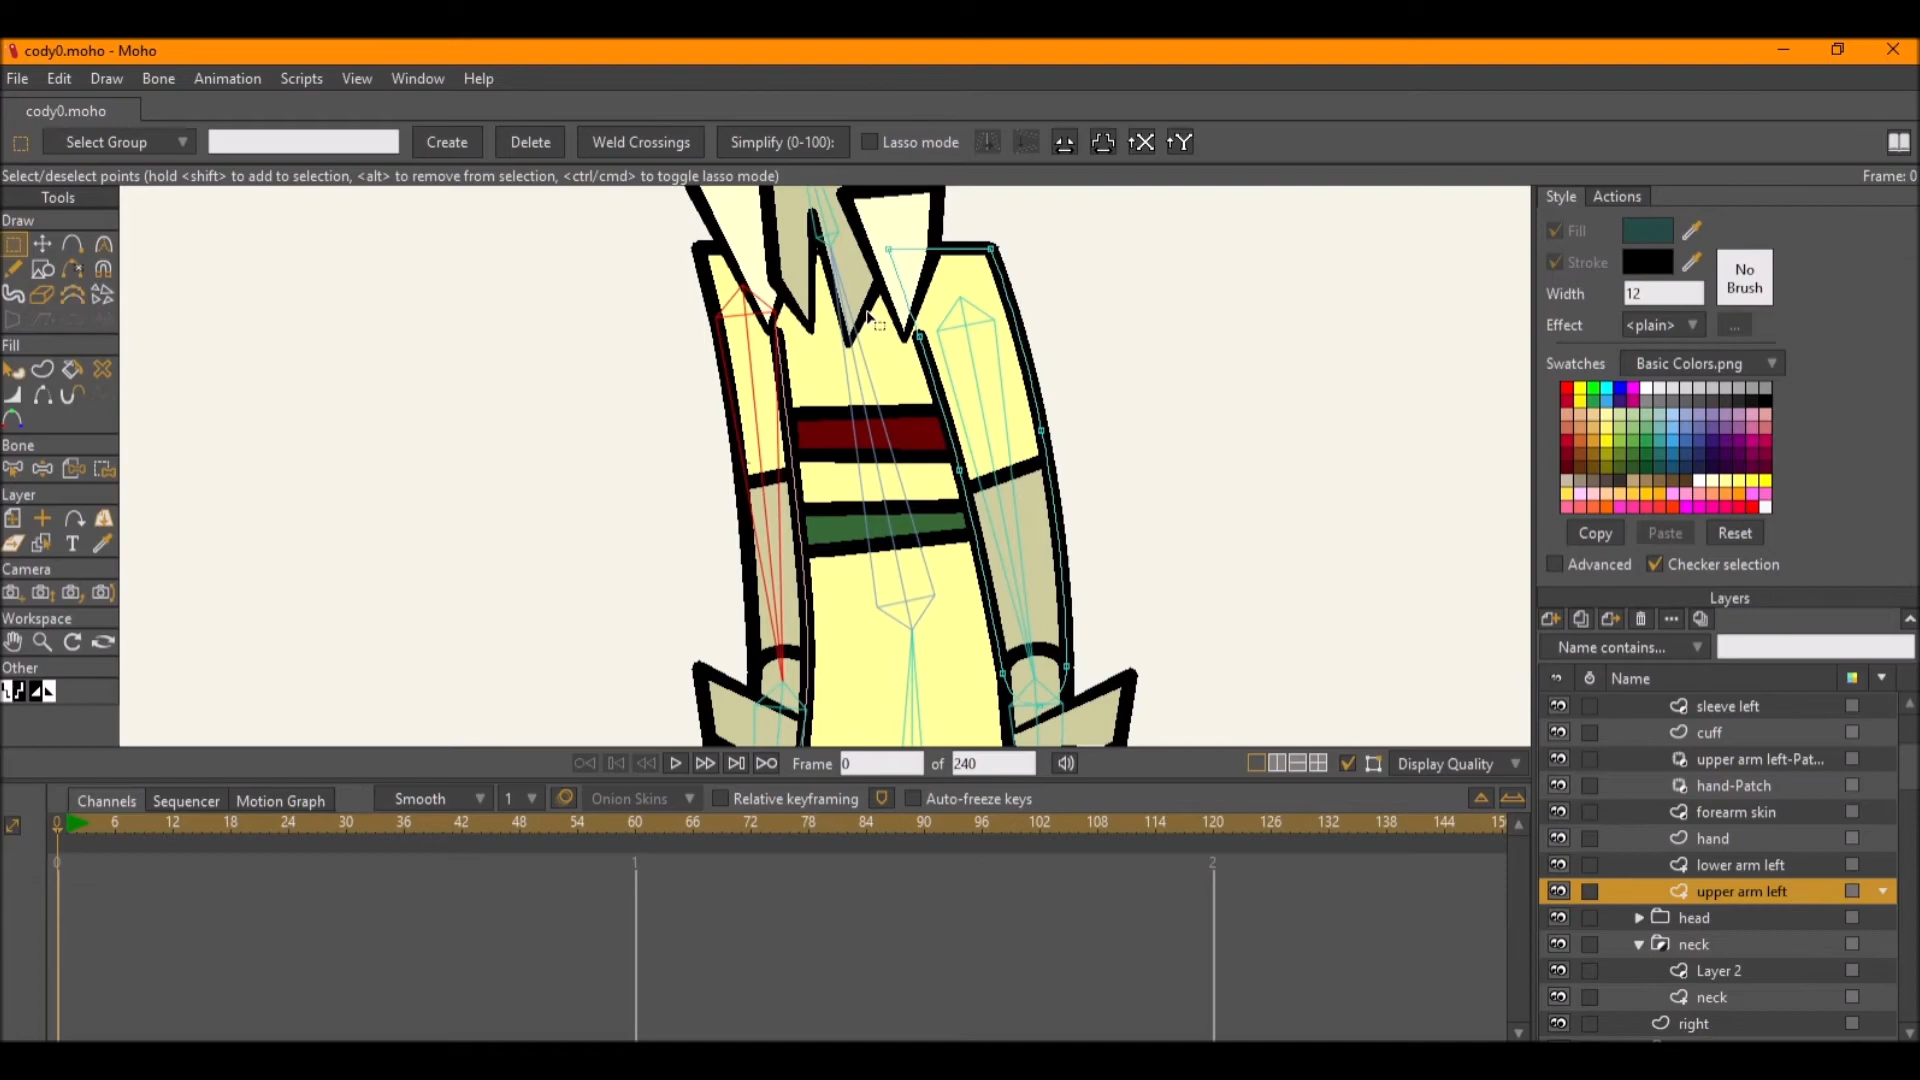 cody0.moho - Moho
File Edit Draw Bone Animation Scripts View Window Help
cody0.moho
Select Group Create Delete Weld Crossings Simplify (0-100): Lasso mode X Y
Select/deselect points (hold <shift> to add to selection, <alt> to remove from selection, <ctrl/cmd> to toggle lasso mode) Frame: 0
Tools
Draw
Fill
Bone
Layer
T
Camera
Workspace
Other
Style Actions
Fill
Stroke
No
Brush
Width 12
Effect <plain> ...
Swatches Basic Colors.png
Copy Paste Reset
Advanced Checker selection
Layers
Name contains...
Name
sleeve left
cuff
upper arm left-Pat...
hand-Patch
forearm skin
hand
lower arm left
upper arm left
head
neck
Layer 2
neck
right
Frame 0 of 240 Display Quality
Channels Sequencer Motion Graph Smooth 1 Onion Skins Relative keyframing Auto-freeze keys
0 6 12 18 24 30 36 42 48 54 60 66 72 78 84 90 96 102 108 114 120 126 132 138 144 15
0 1 2